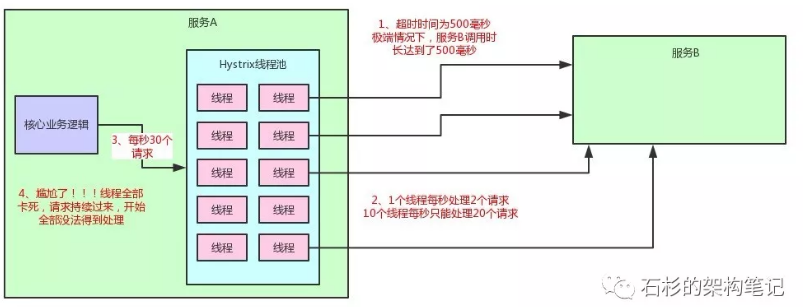 服务A
Hystrix线程池
线程 线程
线程 线程
线程 线程
线程 线程
线程 线程
核心业务逻辑
3、每秒30个
请求
4、尴尬了！！！线程全部
卡死，请求持续过来，开始
全部没法得到处理
1、超时时间为500毫秒
极端情况下，服务B调用时
长达到了500毫秒
服务B
2、1个线程每秒处理2个请求
10个线程每秒只能处理20个请求
石杉的架构笔记